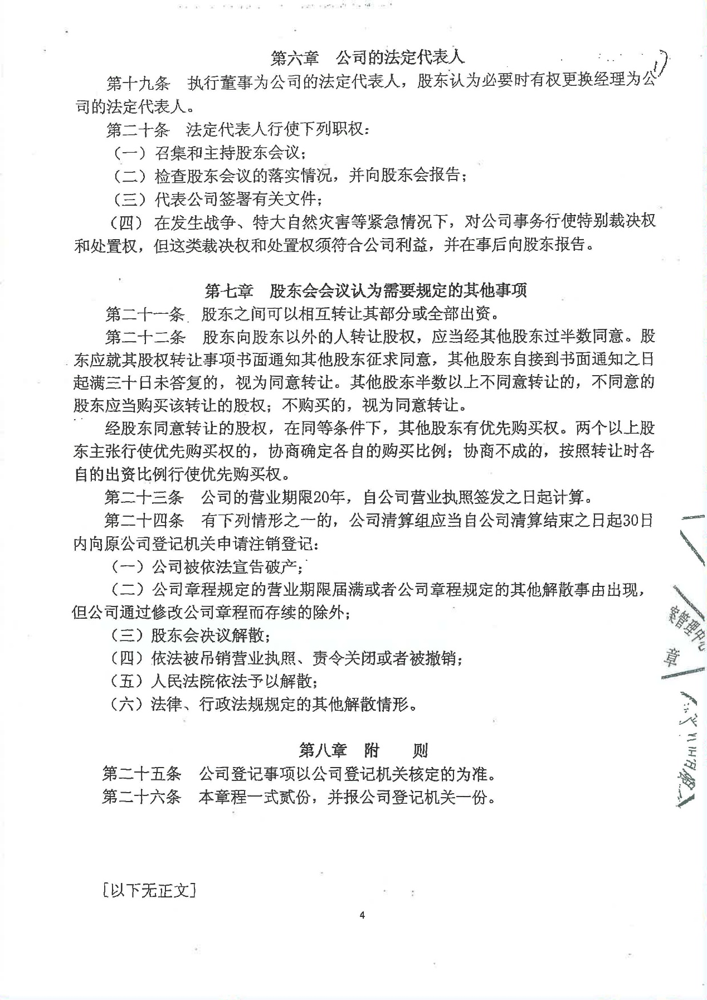 第六章　公司的法定代表人
第十九条　执行董事为公司的法定代表人，股东认为必要时有权更换经理为公
司的法定代表人。
第二十条　法定代表人行使下列职权：
（一）召集和主持股东会议；
（二）检查股东会议的落实情况，并向股东会报告；
（三）代表公司签署有关文件；
（四）在发生战争、特大自然灾害等紧急情况下，对公司事务行使特别裁决权
和处置权，但这类裁决权和处置权须符合公司利益，并在事后向股东报告。
第七章　股东会会议认为需要规定的其他事项
第二十一条　股东之间可以相互转让其部分或全部出资。
第二十二条　股东向股东以外的人转让股权，应当经其他股东过半数同意。股
东应就其股权转让事项书面通知其他股东征求同意，其他股东自接到书面通知之日
起满三十日未答复的，视为同意转让。其他股东半数以上不同意转让的，不同意的
股东应当购买该转让的股权；不购买的，视为同意转让。
经股东同意转让的股权，在同等条件下，其他股东有优先购买权。两个以上股
东主张行使优先购买权的，协商确定各自的购买比例；协商不成的，按照转让时各
自的出资比例行使优先购买权。
第二十三条　公司的营业期限20年，自公司营业执照签发之日起计算。
第二十四条　有下列情形之一的，公司清算组应当自公司清算结束之日起30日
内向原公司登记机关申请注销登记：
（一）公司被依法宣告破产；
（二）公司章程规定的营业期限届满或者公司章程规定的其他解散事由出现，
但公司通过修改公司章程而存续的除外；
（三）股东会决议解散；
（四）依法被吊销营业执照、责令关闭或者被撤销；
（五）人民法院依法予以解散；
（六）法律、行政法规规定的其他解散情形。
案管理中心
章
第八章　附　　则
第二十五条　公司登记事项以公司登记机关核定的为准。
第二十六条　本章程一式贰份，并报公司登记机关一份。
[以下无正文]
4